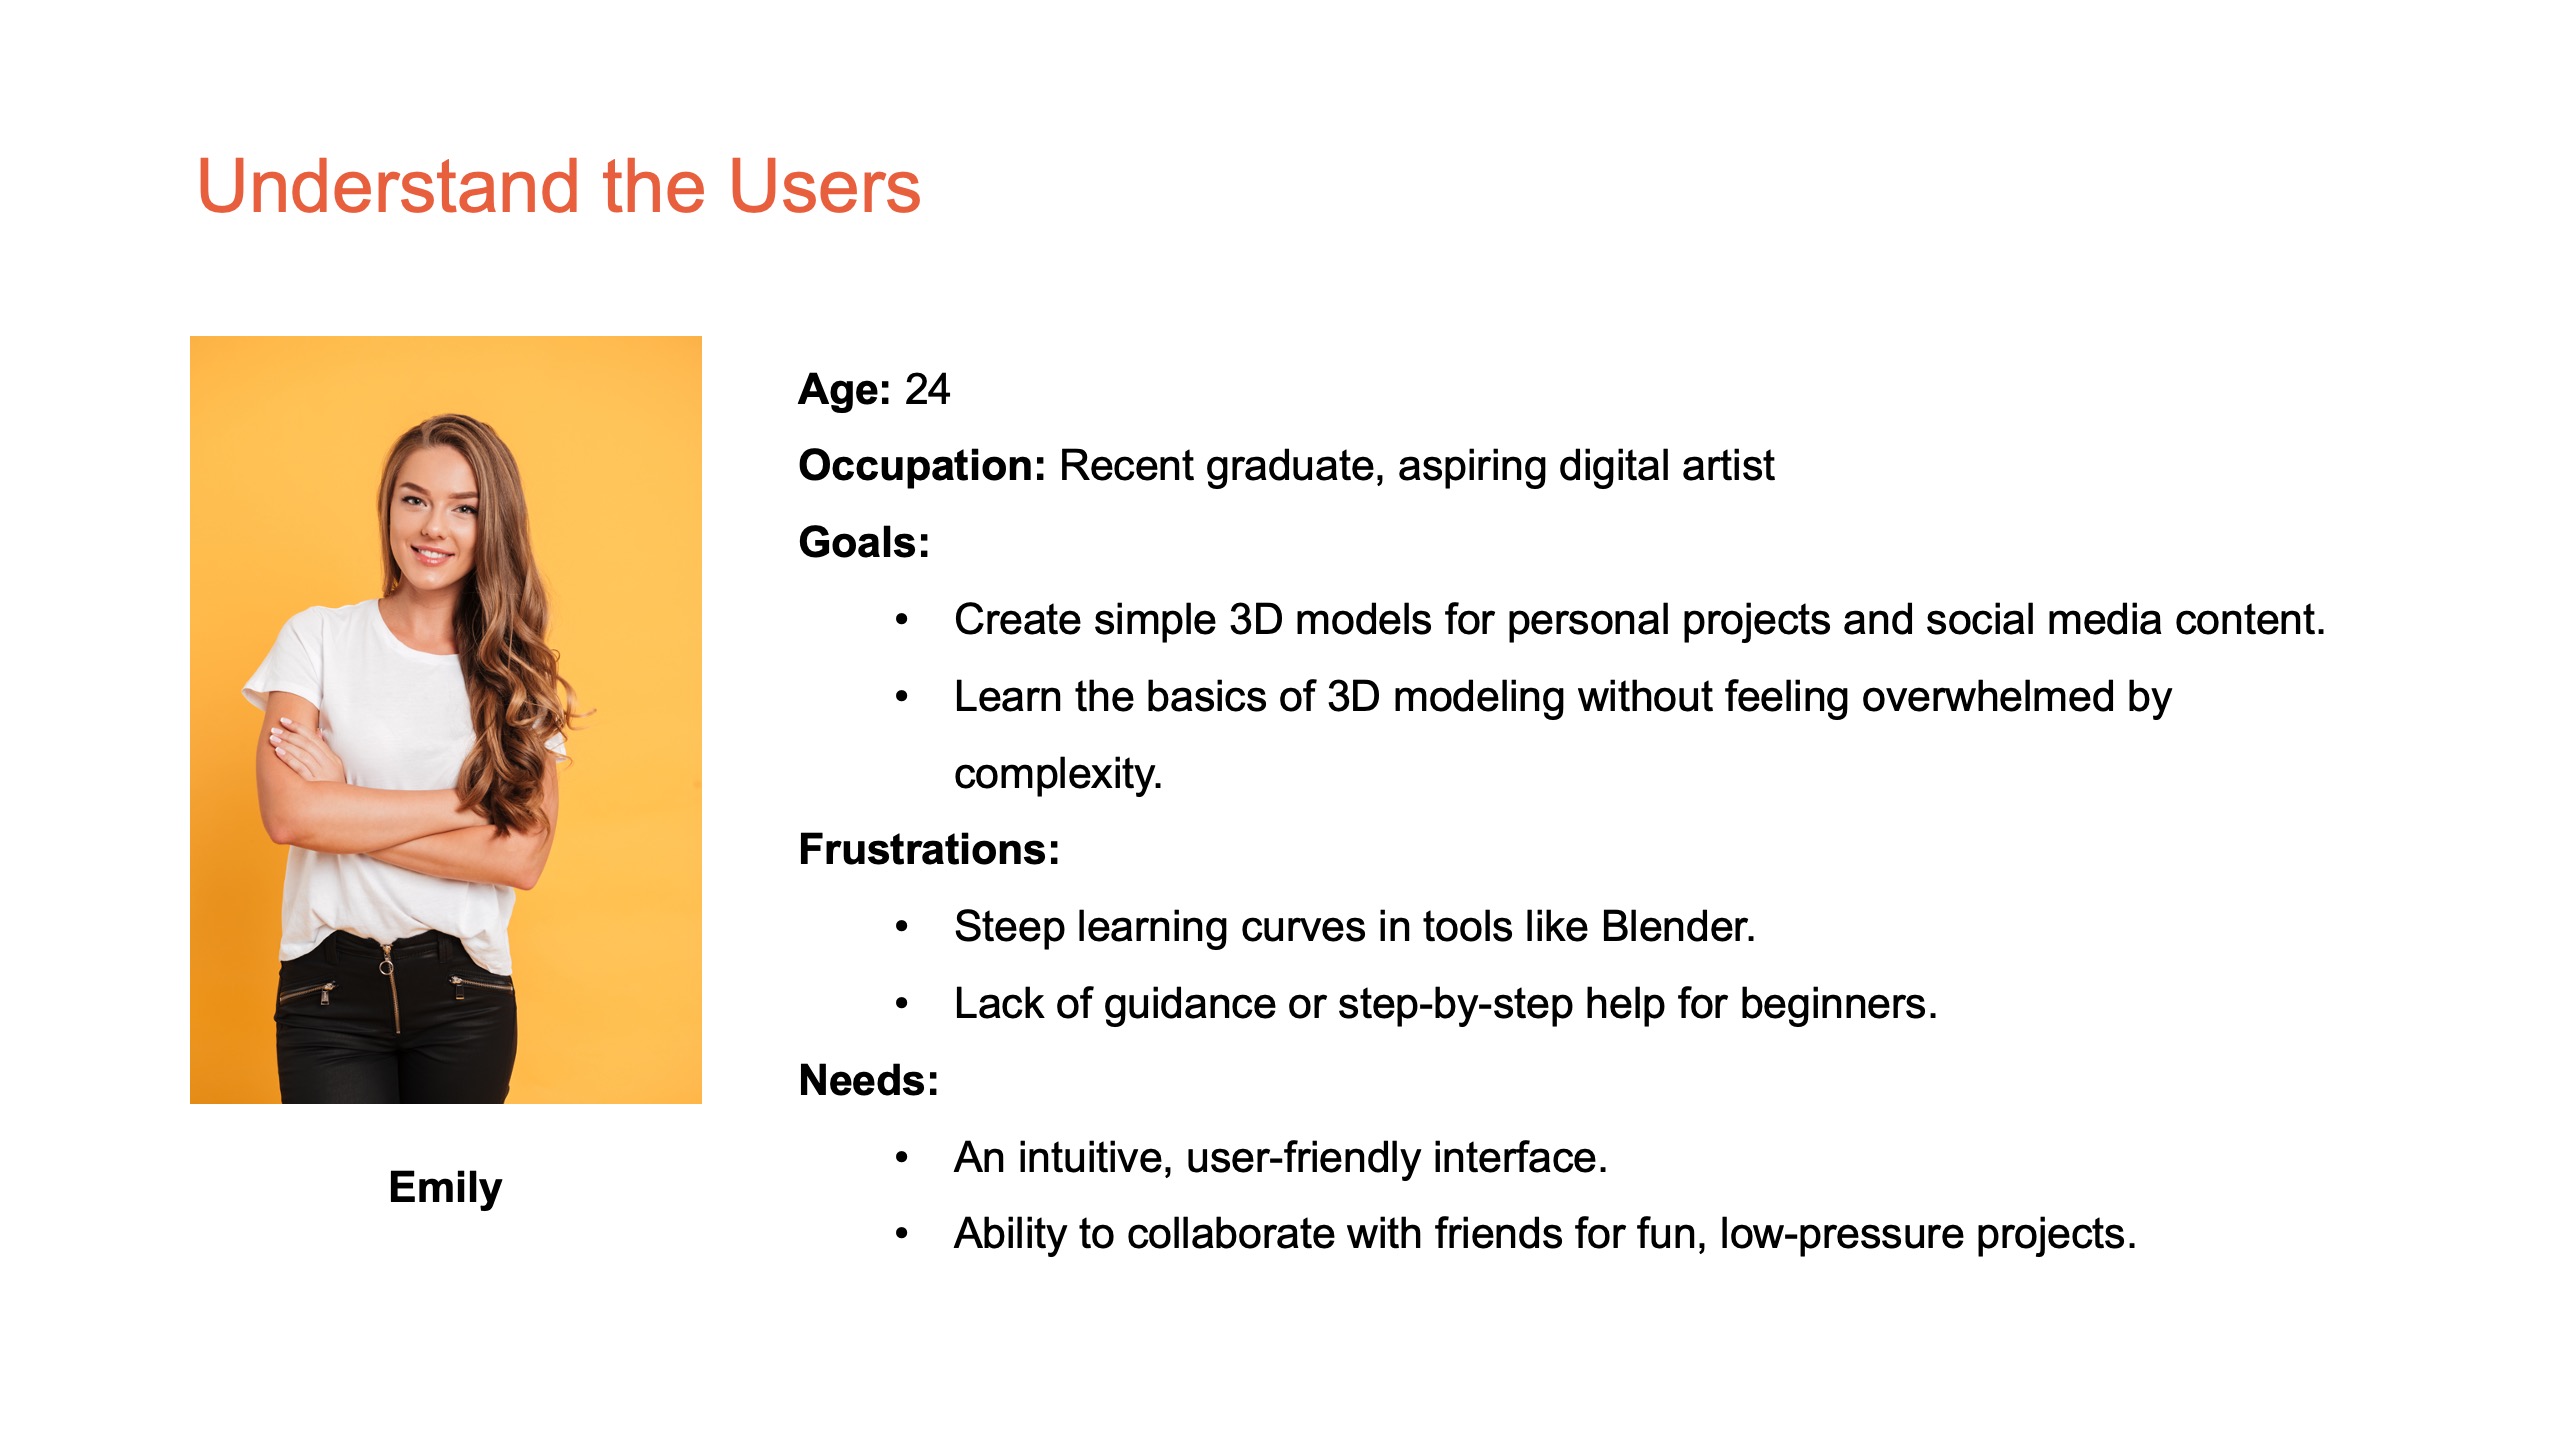 Understand the Users
Age: 24
Occupation: Recent graduate, aspiring digital artist
Goals:
• Create simple 3D models for personal projects and social media content.
• Learn the basics of 3D modeling without feeling overwhelmed by
complexity.
Frustrations:
• Steep learning curves in tools like Blender.
• Lack of guidance or step-by-step help for beginners.
Needs:
• An intuitive, user-friendly interface.
• Ability to collaborate with friends for fun, low-pressure projects.
Emily